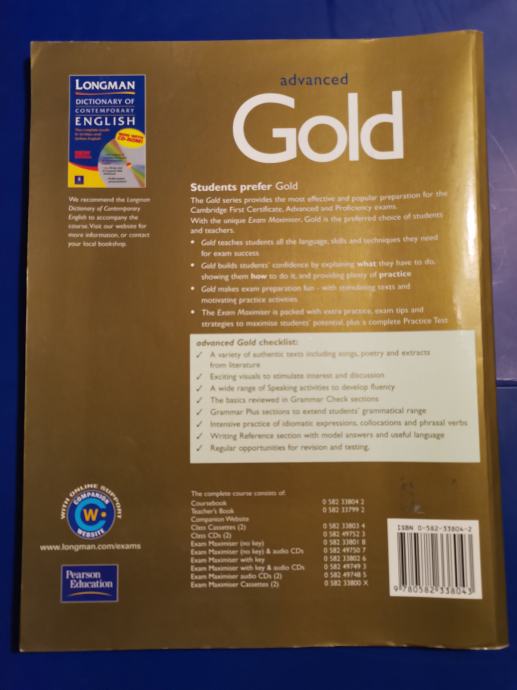 advanced
Gold
LONGMAN
DICTIONARY OF
CONTEMPORARY
ENGLISH
NOW WITH
CD-ROM!
We recommend the Longman
Dictionary of Contemporary
English to accompany the
course. Visit our website for
more information, or contact
your local bookshop.
Students prefer Gold
The Gold series provides the most effective and popular preparation for the
Cambridge First Certificate, Advanced and Proficiency exams.
With the unique Exam Maximiser, Gold is the preferred choice of students
and teachers.
• Gold teaches students all the language, skills and techniques they need
for exam success
• Gold builds students' confidence by explaining what they have to do,
showing them how to do it, and providing plenty of practice
• Gold makes exam preparation fun - with stimulating texts and
motivating practice activities
• The Exam Maximiser is packed with extra practice, exam tips and
strategies to maximise students' potential, plus a complete Practice Test
advanced Gold checklist:
✓ A variety of authentic texts including songs, poetry and extracts
from literature
✓ Exciting visuals to stimulate interest and discussion
✓ A wide range of Speaking activities to develop fluency
✓ The basics reviewed in Grammar Check sections
✓ Grammar Plus sections to extend students' grammatical range
✓ Intensive practice of idiomatic expressions, collocations and phrasal verbs
✓ Writing Reference section with model answers and useful language
✓ Regular opportunities for revision and testing.
The complete course consists of:
Coursebook 0 582 33804 2
Teacher's Book 0 582 33799 2
Companion Website
Class Cassettes (2) 0 582 33803 4
Class CDs (2) 0 582 49752 3
Exam Maximiser (no key) 0 582 33801 8
Exam Maximiser (no key) & audio CDs 0 582 49750 7
Exam Maximiser with key 0 582 33802 6
Exam Maximiser with key & audio CDs 0 582 49749 3
Exam Maximiser audio CDs (2) 0 582 49748 5
Exam Maximiser Cassettes (2) 0 582 33800 X
WITH ONLINE SUPPORT
COMPANION
W
WEBSITE
www.longman.com/exams
Pearson
Education
ISBN 0-582-33804-2
9 780582 338043